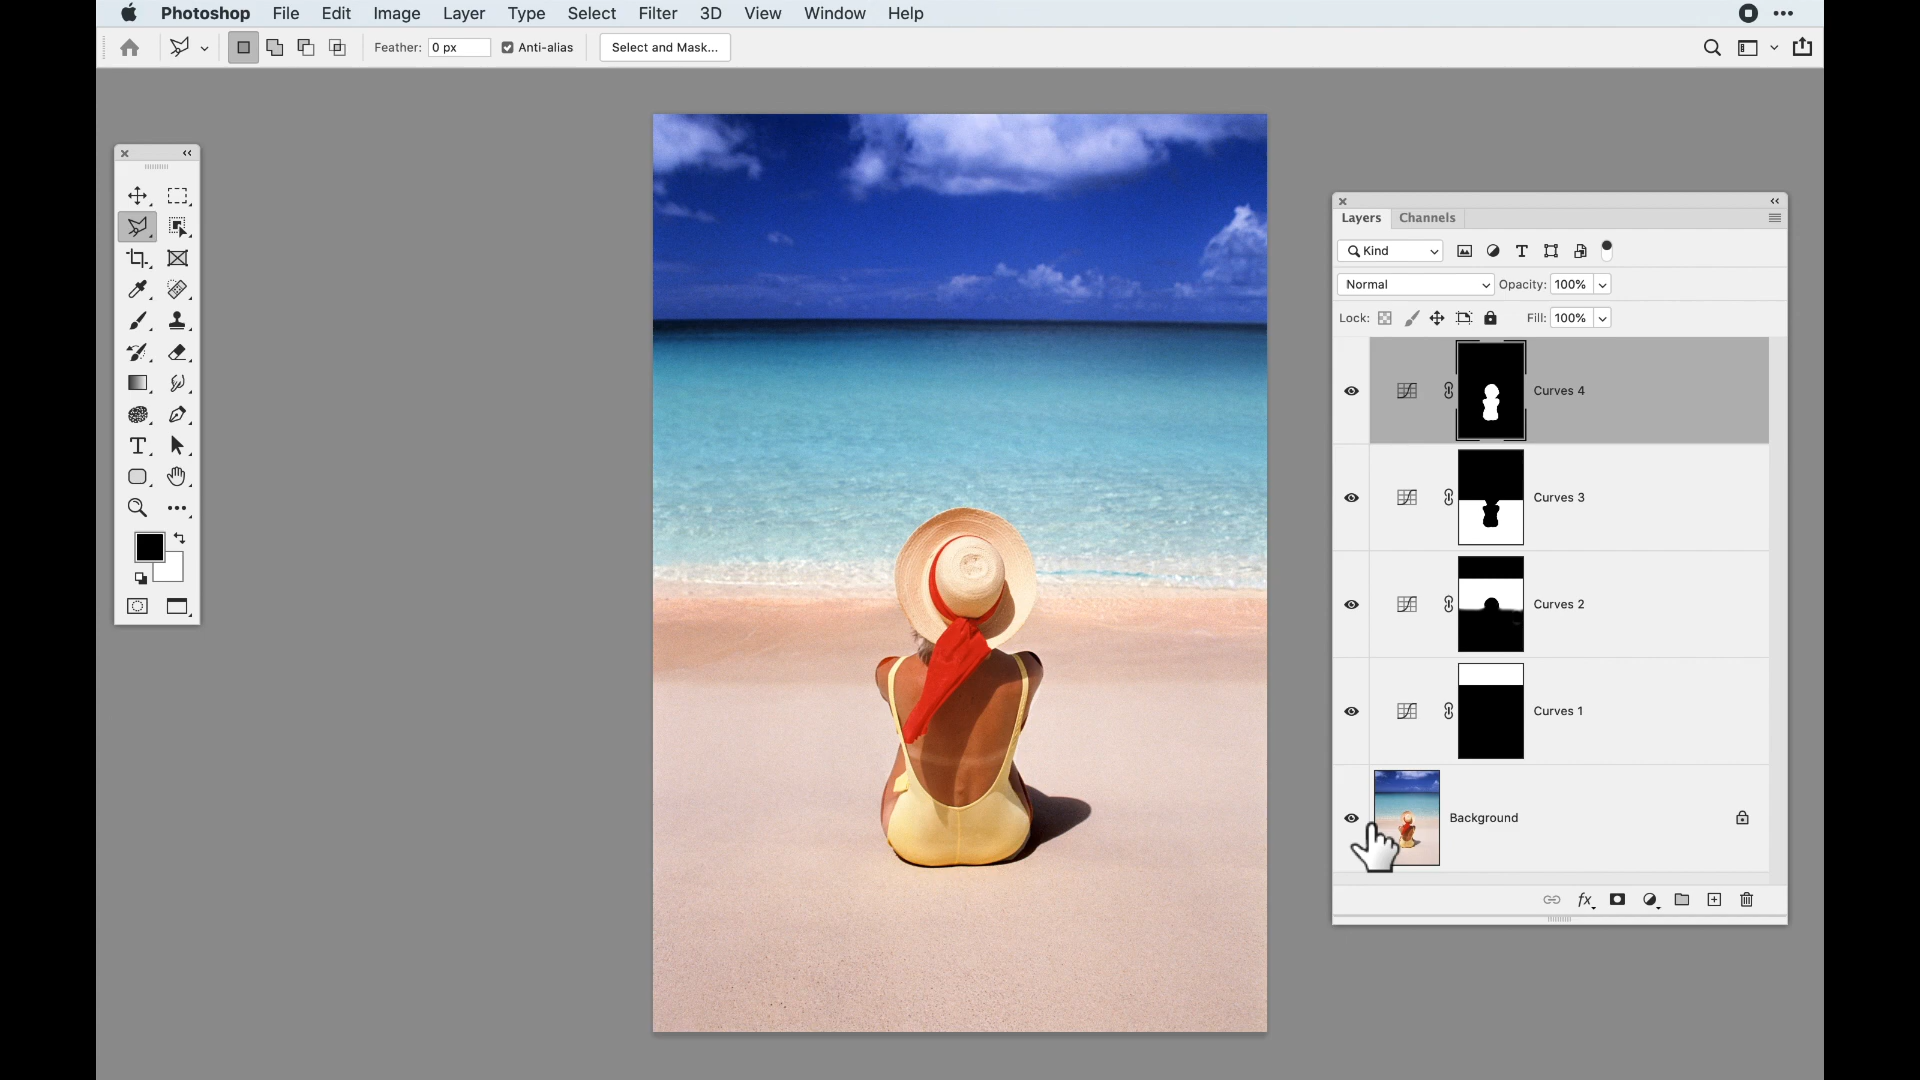 Photoshop File Edit Image Layer Type Select Filter 3D View Window Help
Feather: 0 px Anti-alias Select and Mask...
Layers Channels
Kind
Normal Opacity: 100%
Lock: Fill: 100%
Curves 4
Curves 3
Curves 2
Curves 1
Background
fx